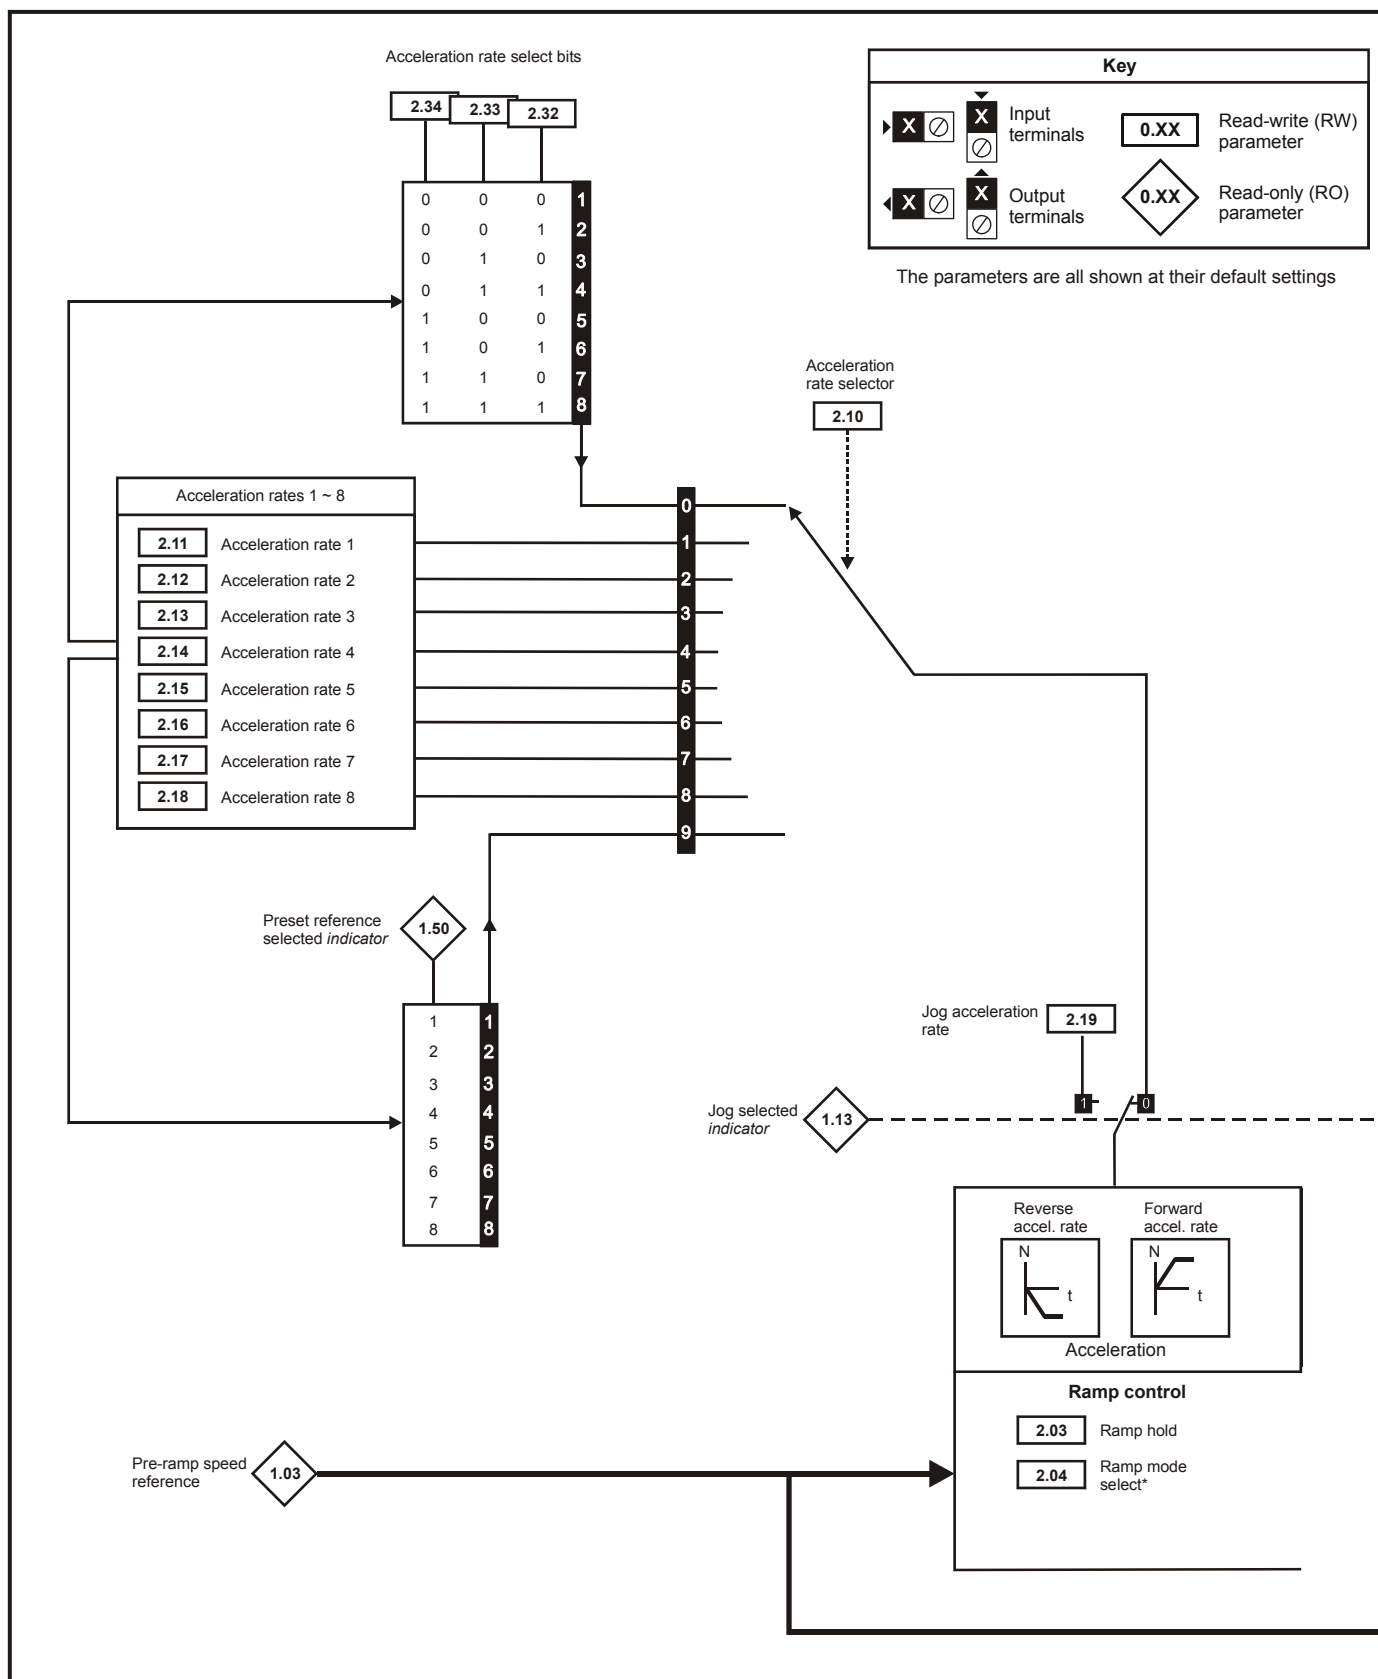 Acceleration rate select bits
2.34 2.33 2.32
0 0 0 1
0 0 1 2
0 1 0 3
0 1 1 4
1 0 0 5
1 0 1 6
1 1 0 7
1 1 1 8
Key
X
X
Input
terminals
0.XX
Read-write (RW)
parameter
X
X
Output
terminals
0.XX
Read-only (RO)
parameter
The parameters are all shown at their default settings
Acceleration
rate selector
2.10
Acceleration rates 1 ~ 8
2.11 Acceleration rate 1
2.12 Acceleration rate 2
2.13 Acceleration rate 3
2.14 Acceleration rate 4
2.15 Acceleration rate 5
2.16 Acceleration rate 6
2.17 Acceleration rate 7
2.18 Acceleration rate 8
0
1
2
3
4
5
6
7
8
9
Preset reference
selected indicator
1.50
1 1
2 2
3 3
4 4
5 5
6 6
7 7
8 8
Jog acceleration
rate
2.19
1 0
Jog selected
indicator
1.13
Reverse
accel. rate
N
t
Forward
accel. rate
N
t
Acceleration
Ramp control
2.03 Ramp hold
2.04 Ramp mode
select*
Pre-ramp speed
reference
1.03